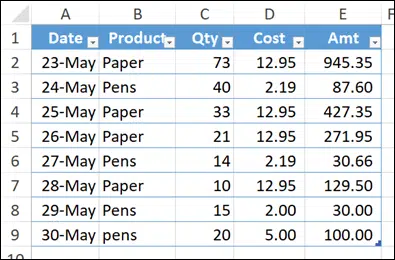 A B C D E F
1 Date Product Qty Cost Amt
2 23-May Paper 73 12.95 945.35
3 24-May Pens 40 2.19 87.60
4 25-May Paper 33 12.95 427.35
5 26-May Paper 21 12.95 271.95
6 27-May Pens 14 2.19 30.66
7 28-May Paper 10 12.95 129.50
8 29-May Pens 15 2.00 30.00
9 30-May pens 20 5.00 100.00
10